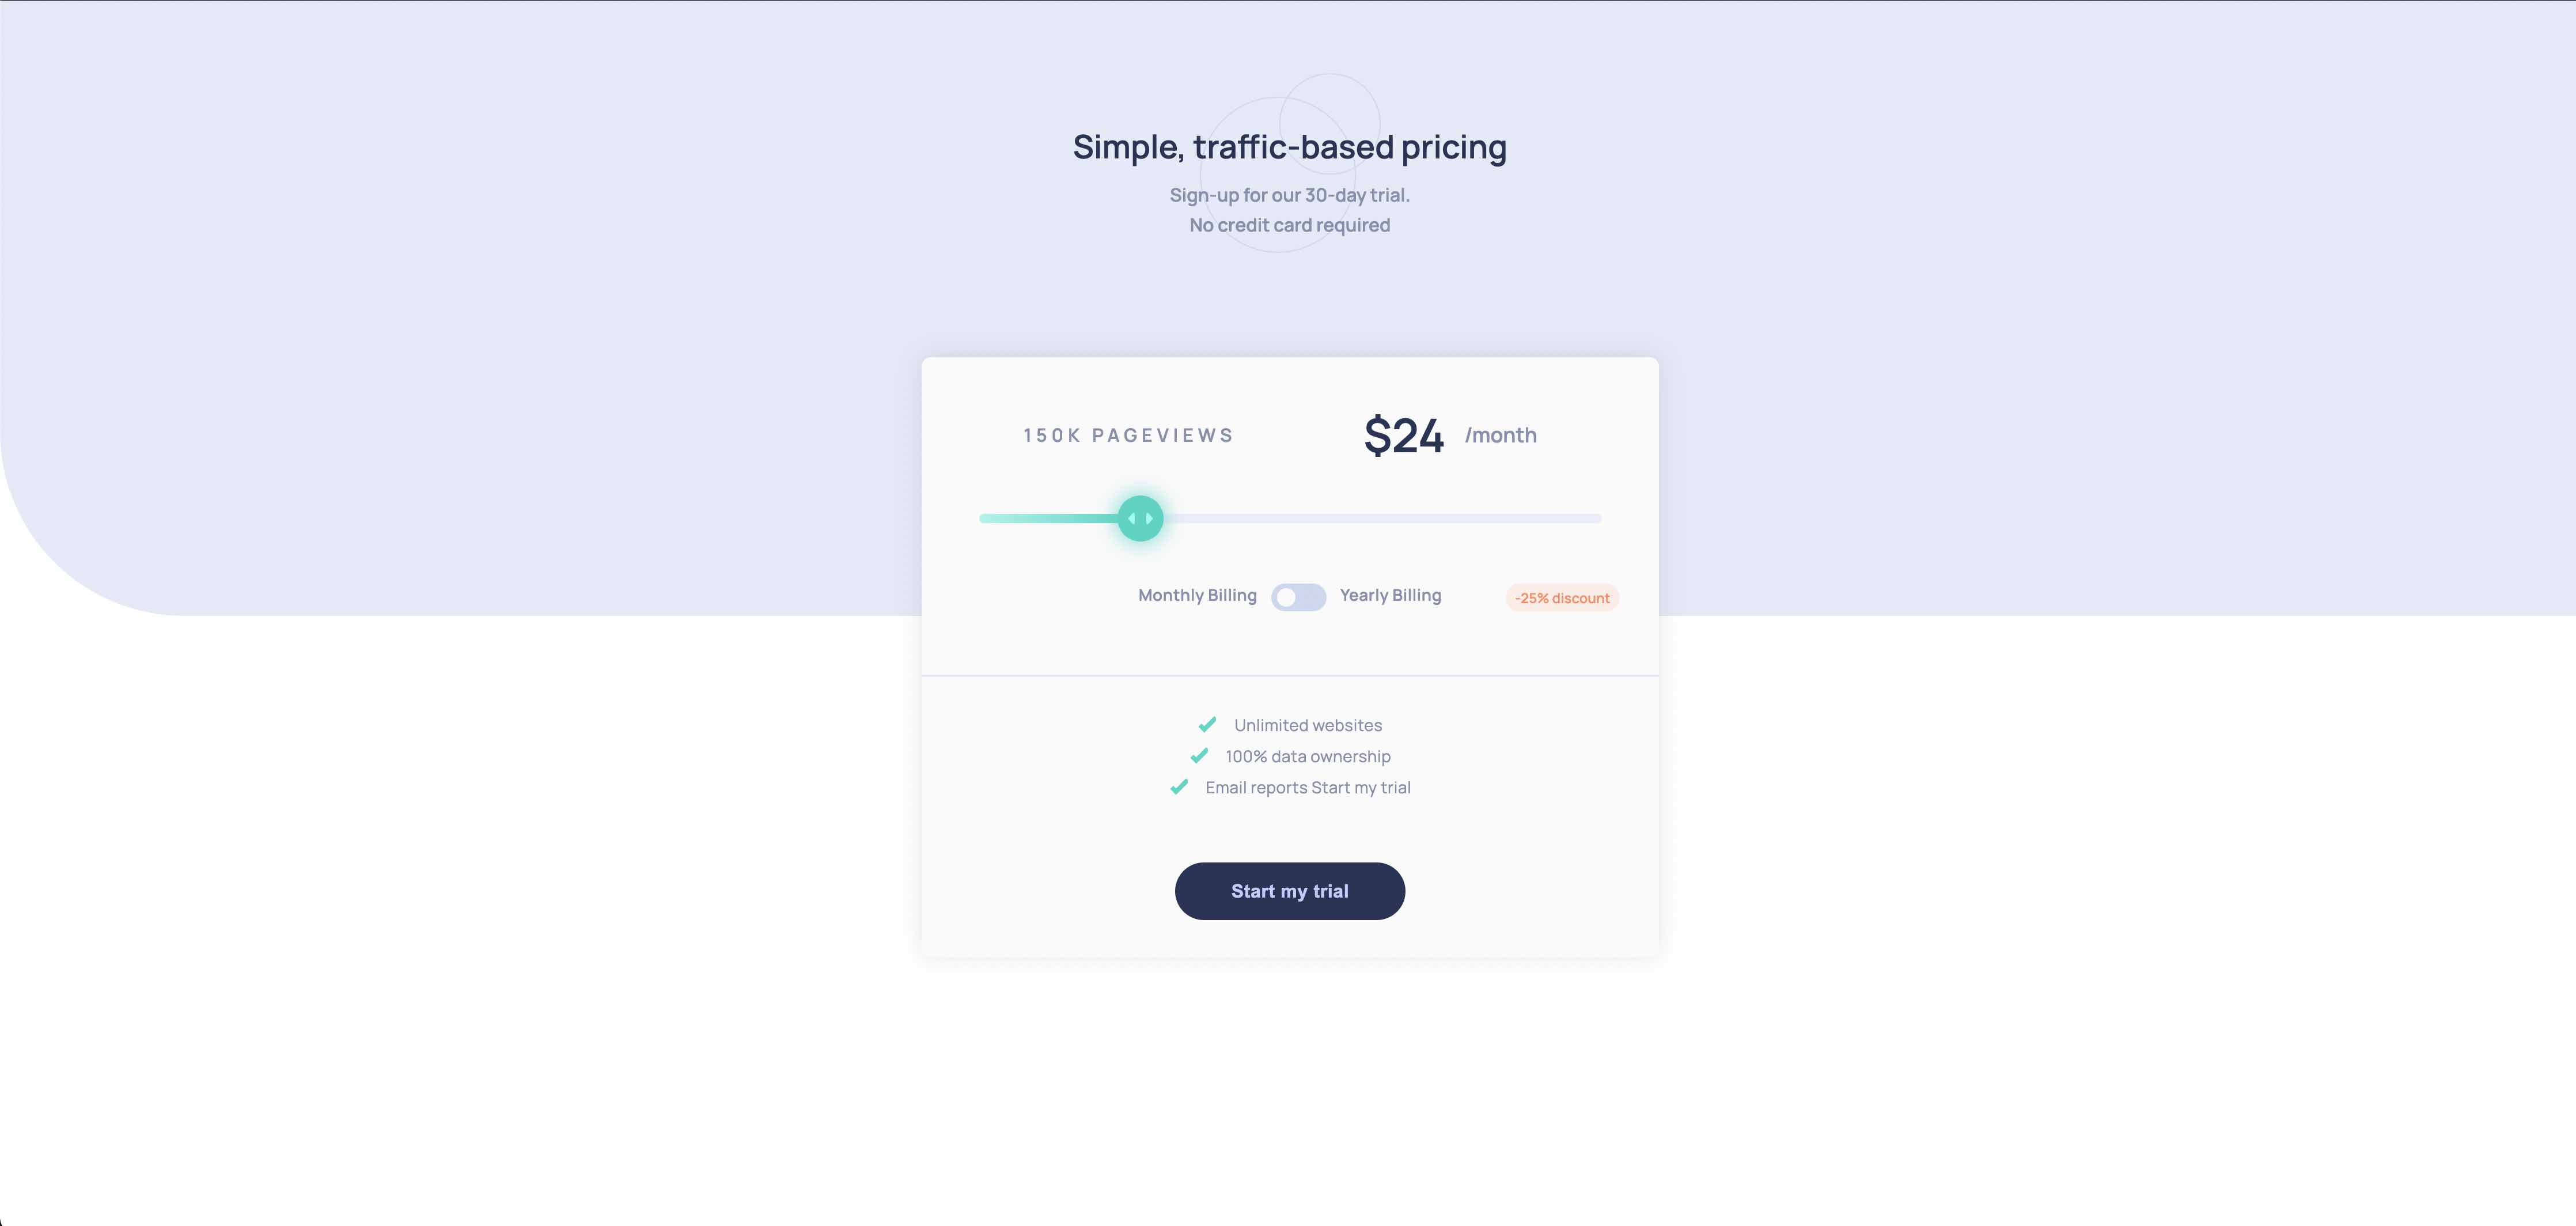 Simple, traffic-based pricing
Sign-up for our 30-day trial.
No credit card required
150K PAGEVIEWS
$24 /month
Monthly Billing
Yearly Billing
-25% discount
Unlimited websites
100% data ownership
Email reports Start my trial
Start my trial